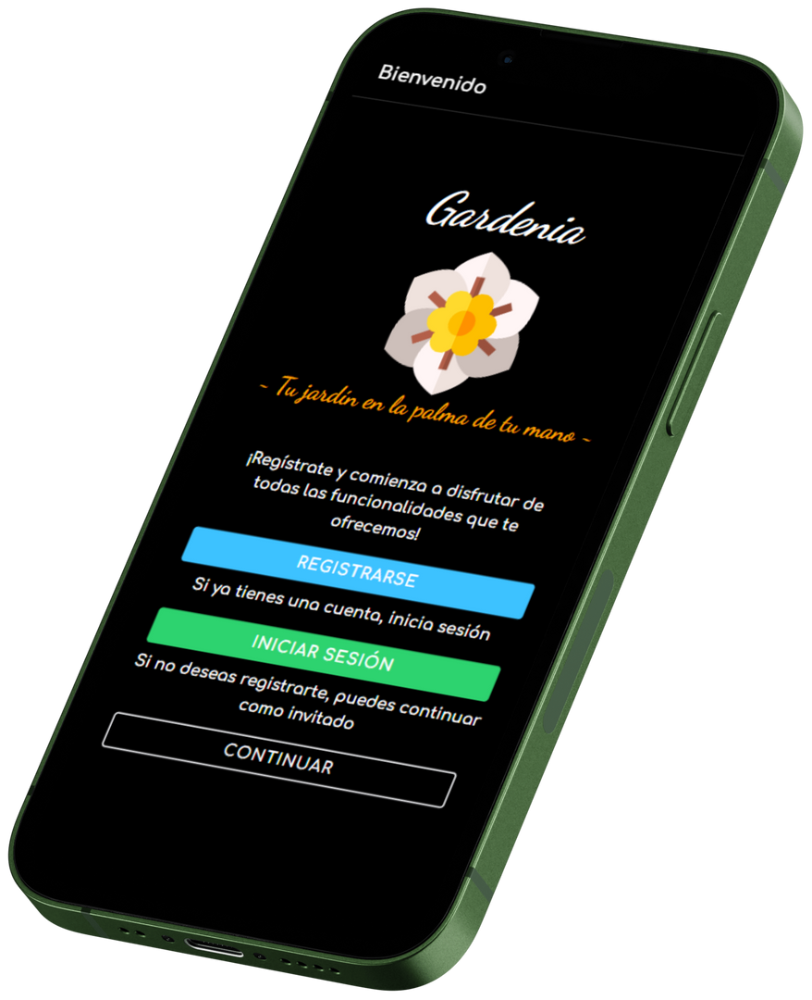 Bienvenido
Gardenia
- Tu jardín en la palma de tu mano -
¡Regístrate y comienza a disfrutar de
todas las funcionalidades que te
ofrecemos!
REGISTRARSE
Si ya tienes una cuenta, inicia sesión
INICIAR SESIÓN
Si no deseas registrarte, puedes continuar
como invitado
CONTINUAR